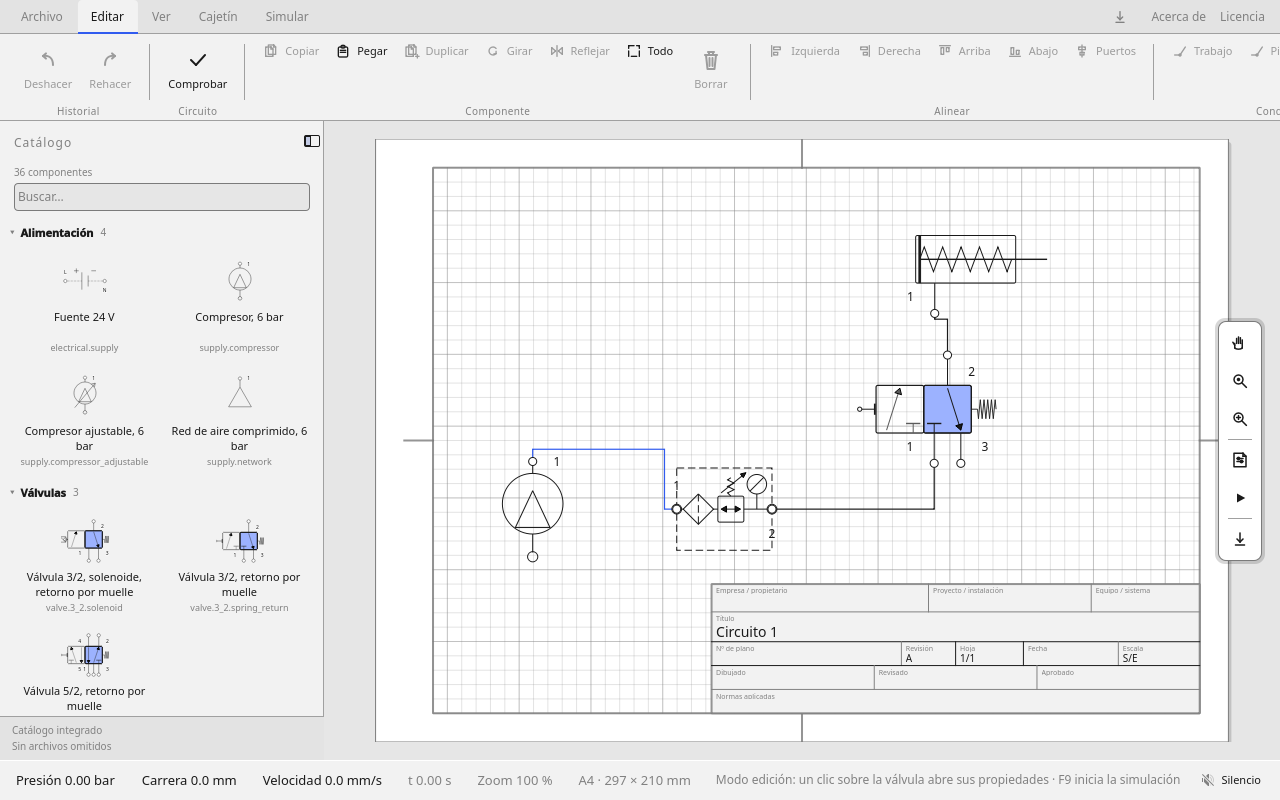 Archivo
Editar
Ver
Cajetín
Simular
Acerca de
Licencia
Deshacer
Rehacer
Historial
Comprobar
Circuito
Copiar
Pegar
Duplicar
Girar
Reflejar
Todo
Borrar
Componente
Izquierda
Derecha
Arriba
Abajo
Puertos
Alinear
Trabajo
Catálogo
36 componentes
Buscar...
Alimentación 4
Fuente 24 V
electrical.supply
Compresor, 6 bar
supply.compressor
Compresor ajustable, 6
bar
supply.compressor_adjustable
Red de aire comprimido, 6
bar
supply.network
Válvulas 3
Válvula 3/2, solenoide,
retorno por muelle
valve.3_2.solenoid
Válvula 3/2, retorno por
muelle
valve.3_2.spring_return
Válvula 5/2, retorno por
muelle
Catálogo integrado
Sin archivos omitidos
1
2
1
3
1
1
2
Empresa / propietario
Proyecto / instalación
Equipo / sistema
Título
Circuito 1
Nº de plano
Revisión
A
Hoja
1/1
Fecha
Escala
S/E
Dibujado
Revisado
Aprobado
Normas aplicadas
Presión 0.00 bar
Carrera 0.0 mm
Velocidad 0.0 mm/s
t 0.00 s
Zoom 100 %
A4 · 297 × 210 mm
Modo edición: un clic sobre la válvula abre sus propiedades · F9 inicia la simulación
Silencio